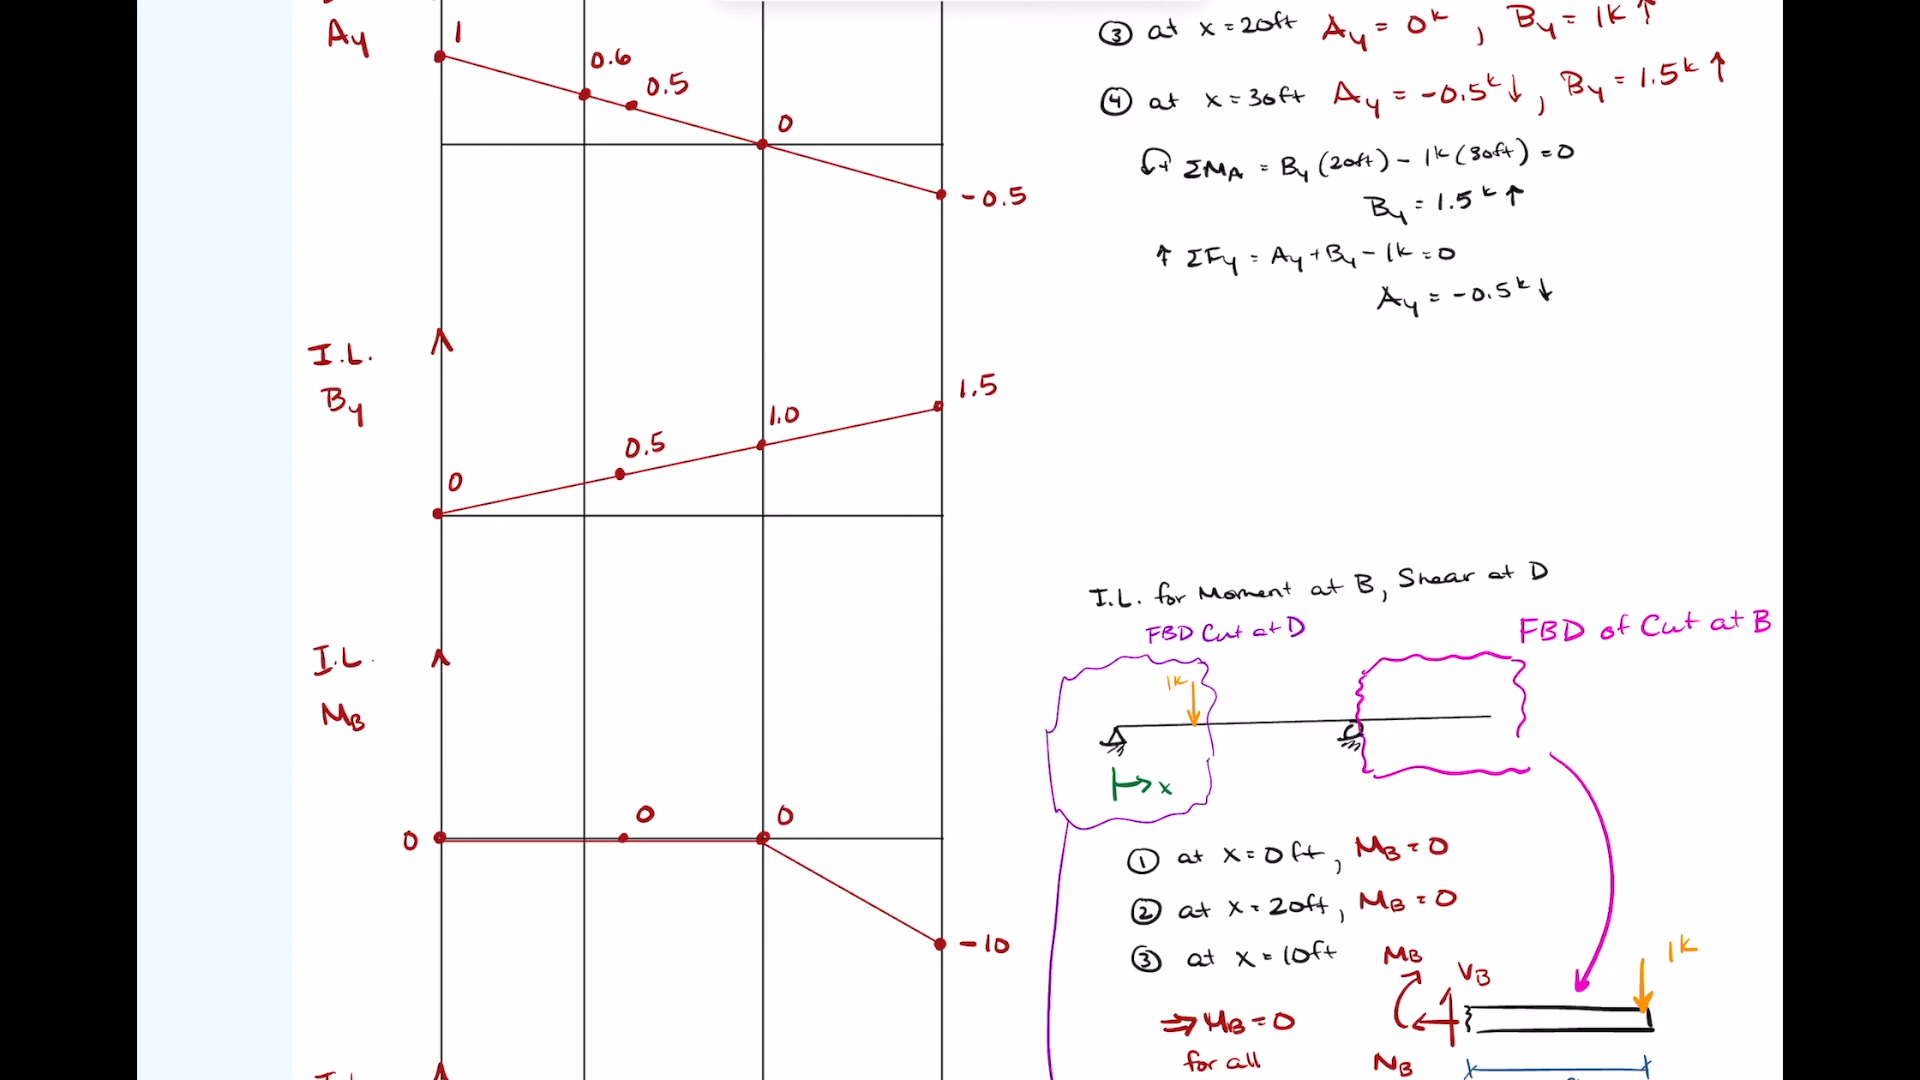 Ay
1
0.6
0.5
0
-0.5
I.L.
By
0
0.5
1.0
1.5
I.L.
MB
0
0
0
-10
③ at x = 20ft Ay = 0k , By = 1k ↑
④ at x = 30ft Ay = -0.5k ↓, By = 1.5k ↑
ΣMA = By (20ft) - 1k (30ft) = 0
By = 1.5k ↑
↑ ΣFy = Ay + By - 1k = 0
Ay = -0.5k ↓
I.L. for Moment at B, Shear at D
FBD Cut at D
FBD of Cut at B
1k
x
① at x = 0ft, MB = 0
② at x = 20ft, MB = 0
③ at x = 10ft
⇒ MB = 0
for all
MB
VB
1k
NB